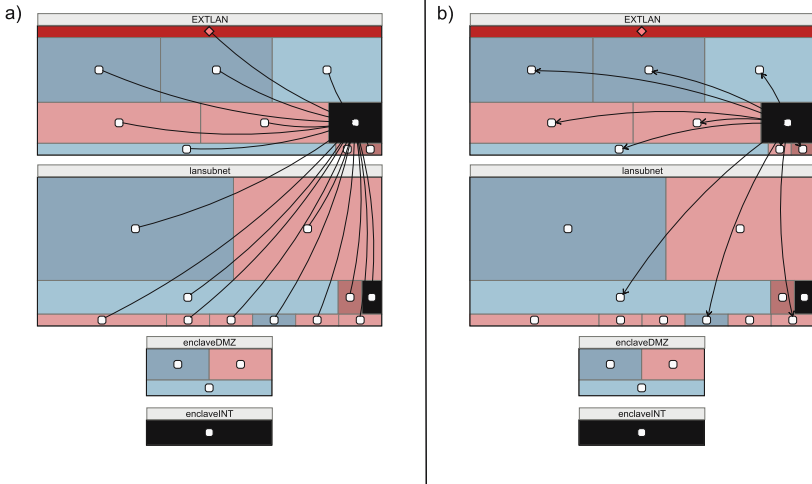 a)
EXTLAN
lansubnet
enclaveDMZ
enclaveINT
b)
EXTLAN
lansubnet
enclaveDMZ
enclaveINT